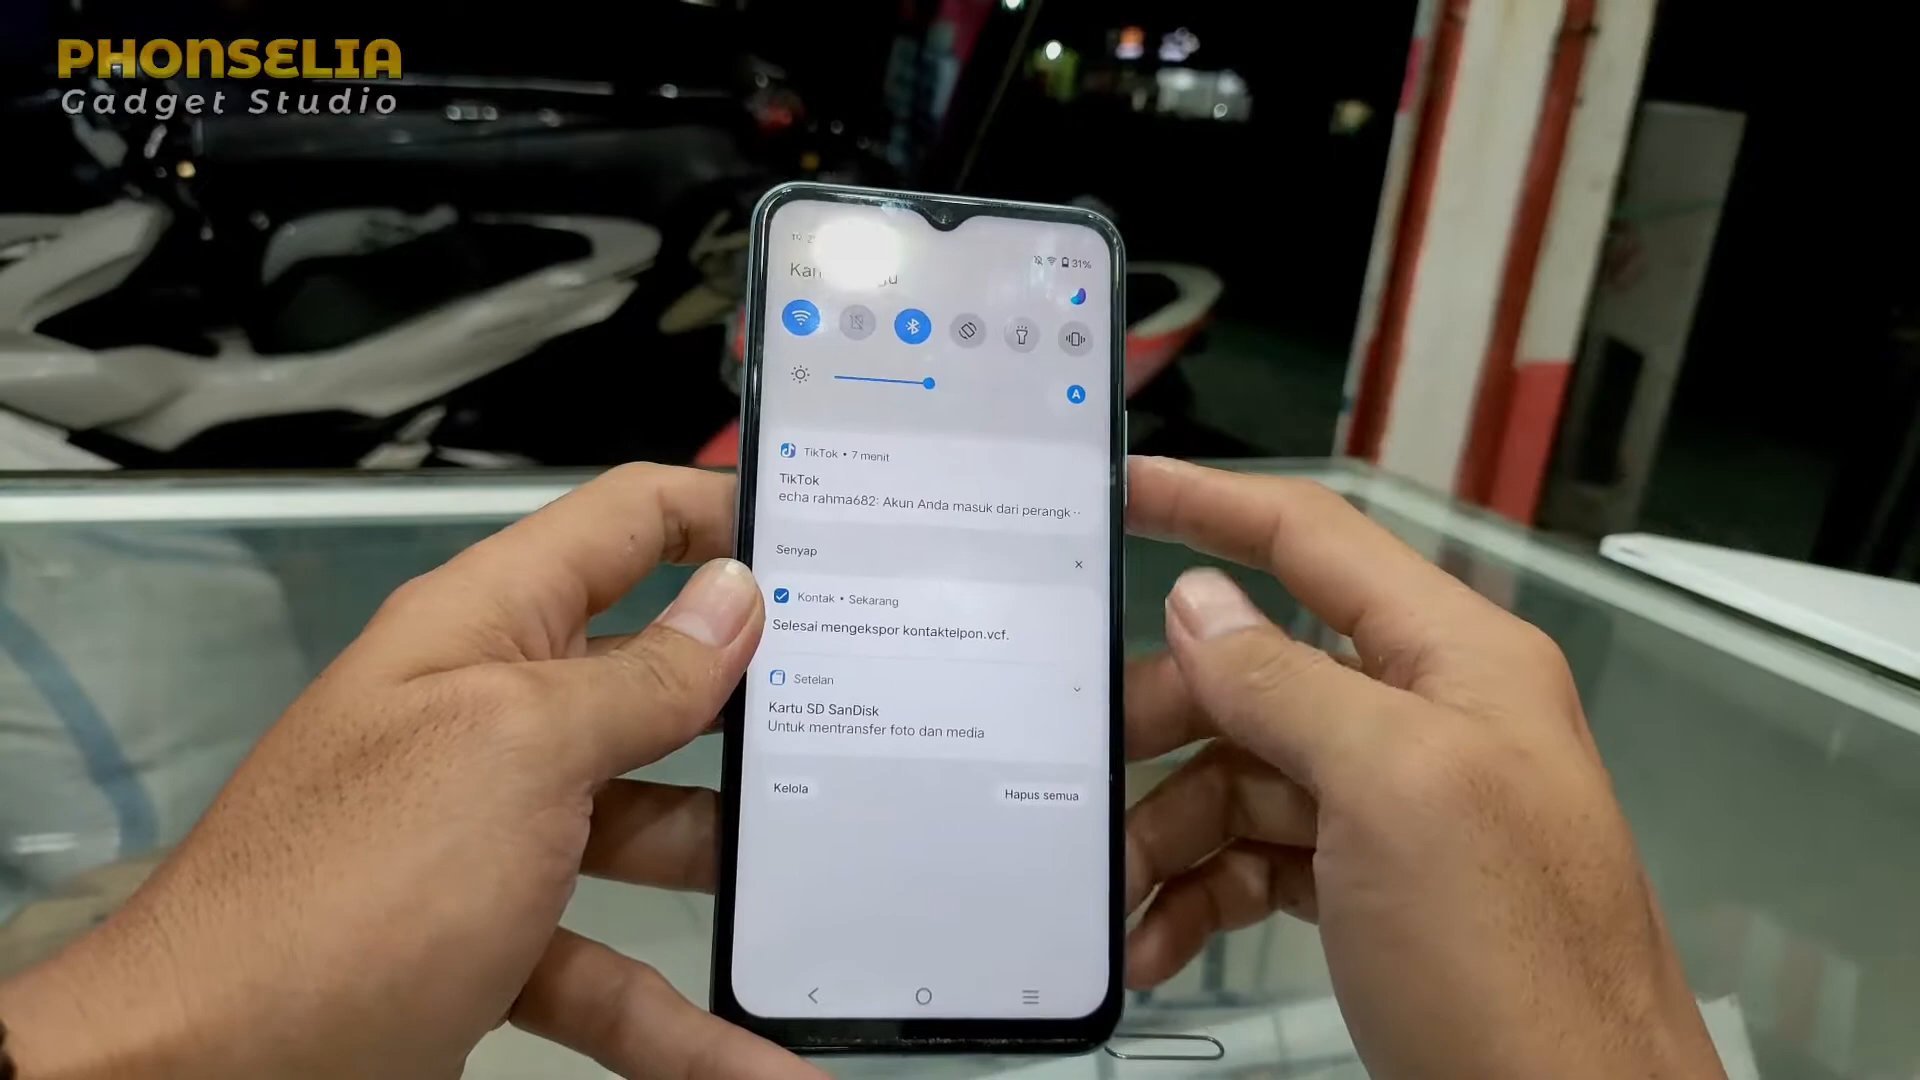 PHONSELIA
Gadget Studio
31%
A
TikTok • 7 menit
TikTok
echa rahma682: Akun Anda masuk dari perangk··
Senyap
Kontak • Sekarang
Selesai mengekspor kontaktelpon.vcf.
Setelan
Kartu SD SanDisk
Untuk mentransfer foto dan media
Kelola
Hapus semua